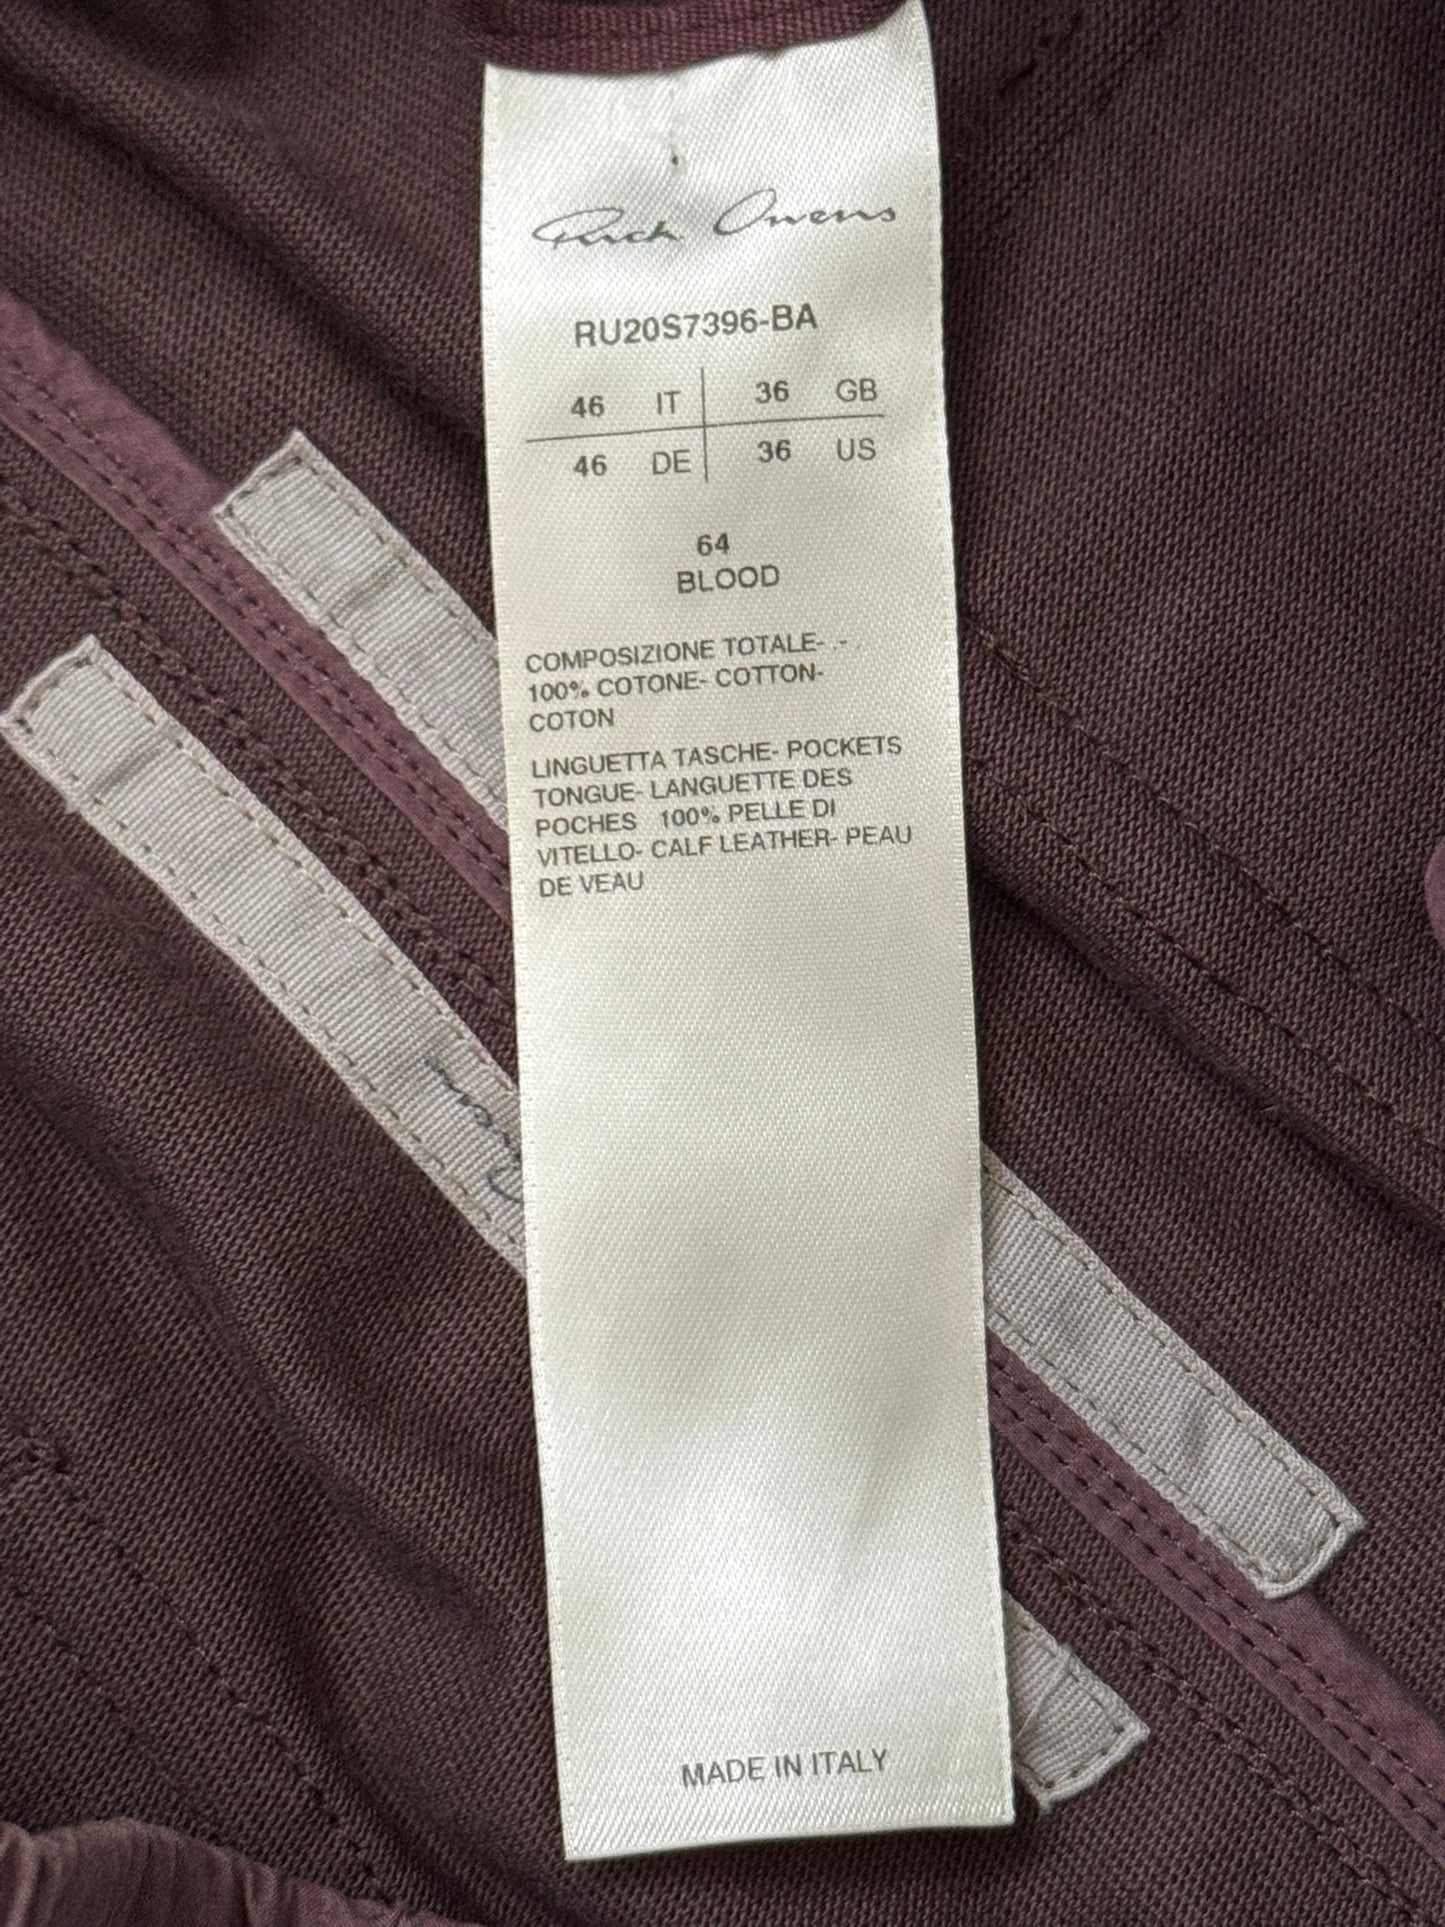 Rick Owens
RU20S7396-BA
46 IT 36 GB
46 DE 36 US
64
BLOOD
COMPOSIZIONE TOTALE- .- .
100% COTONE- COTTON-
COTON
LINGUETTA TASCHE- POCKETS
TONGUE- LANGUETTE DES
POCHES 100% PELLE DI
VITELLO- CALF LEATHER- PEAU
DE VEAU
MADE IN ITALY